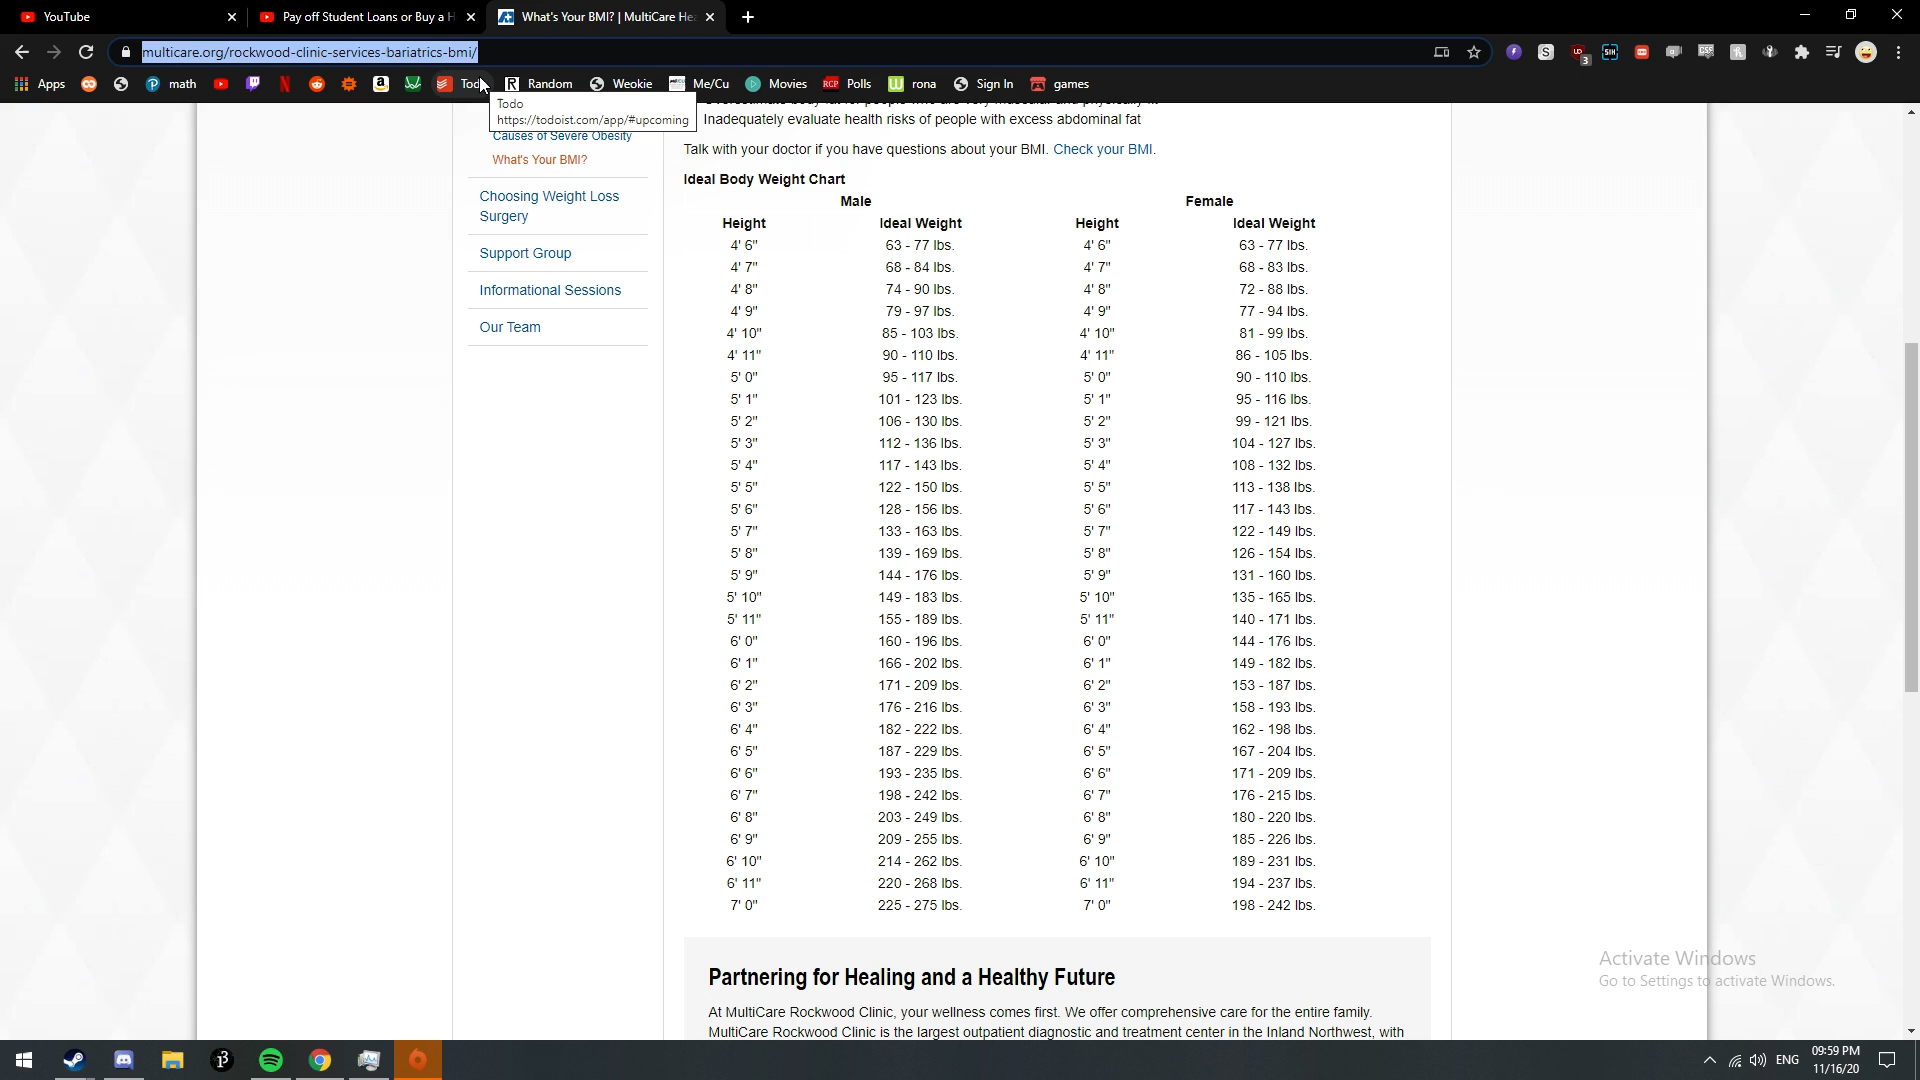 YouTube
Pay off Student Loans or Buy a H
What's Your BMI? | MultiCare He
multicare.org/rockwood-clinic-services-bariatrics-bmi/
Apps math Todo Random Weokie Me/Cu Movies RCP Polls rona Sign In games
Todo
https://todoist.com/app/#upcoming
Inadequately evaluate health risks of people with excess abdominal fat
Causes of Severe Obesity
What's Your BMI?
Choosing Weight Loss
Surgery
Support Group
Informational Sessions
Our Team
Talk with your doctor if you have questions about your BMI. Check your BMI.
Ideal Body Weight Chart
Male Female
Height Ideal Weight Height Ideal Weight
4' 6" 63 - 77 lbs. 4' 6" 63 - 77 lbs.
4' 7" 68 - 84 lbs. 4' 7" 68 - 83 lbs.
4' 8" 74 - 90 lbs. 4' 8" 72 - 88 lbs.
4' 9" 79 - 97 lbs. 4' 9" 77 - 94 lbs.
4' 10" 85 - 103 lbs. 4' 10" 81 - 99 lbs.
4' 11" 90 - 110 lbs. 4' 11" 86 - 105 lbs.
5' 0" 95 - 117 lbs. 5' 0" 90 - 110 lbs.
5' 1" 101 - 123 lbs. 5' 1" 95 - 116 lbs.
5' 2" 106 - 130 lbs. 5' 2" 99 - 121 lbs.
5' 3" 112 - 136 lbs. 5' 3" 104 - 127 lbs.
5' 4" 117 - 143 lbs. 5' 4" 108 - 132 lbs.
5' 5" 122 - 150 lbs. 5' 5" 113 - 138 lbs.
5' 6" 128 - 156 lbs. 5' 6" 117 - 143 lbs.
5' 7" 133 - 163 lbs. 5' 7" 122 - 149 lbs.
5' 8" 139 - 169 lbs. 5' 8" 126 - 154 lbs.
5' 9" 144 - 176 lbs. 5' 9" 131 - 160 lbs.
5' 10" 149 - 183 lbs. 5' 10" 135 - 165 lbs.
5' 11" 155 - 189 lbs. 5' 11" 140 - 171 lbs.
6' 0" 160 - 196 lbs. 6' 0" 144 - 176 lbs.
6' 1" 166 - 202 lbs. 6' 1" 149 - 182 lbs.
6' 2" 171 - 209 lbs. 6' 2" 153 - 187 lbs.
6' 3" 176 - 216 lbs. 6' 3" 158 - 193 lbs.
6' 4" 182 - 222 lbs. 6' 4" 162 - 198 lbs.
6' 5" 187 - 229 lbs. 6' 5" 167 - 204 lbs.
6' 6" 193 - 235 lbs. 6' 6" 171 - 209 lbs.
6' 7" 198 - 242 lbs. 6' 7" 176 - 215 lbs.
6' 8" 203 - 249 lbs. 6' 8" 180 - 220 lbs.
6' 9" 209 - 255 lbs. 6' 9" 185 - 226 lbs.
6' 10" 214 - 262 lbs. 6' 10" 189 - 231 lbs.
6' 11" 220 - 268 lbs. 6' 11" 194 - 237 lbs.
7' 0" 225 - 275 lbs. 7' 0" 198 - 242 lbs.
Partnering for Healing and a Healthy Future
At MultiCare Rockwood Clinic, your wellness comes first. We offer comprehensive care for the entire family.
MultiCare Rockwood Clinic is the largest outpatient diagnostic and treatment center in the Inland Northwest, with
Activate Windows
Go to Settings to activate Windows.
ENG
09:59 PM
11/16/20